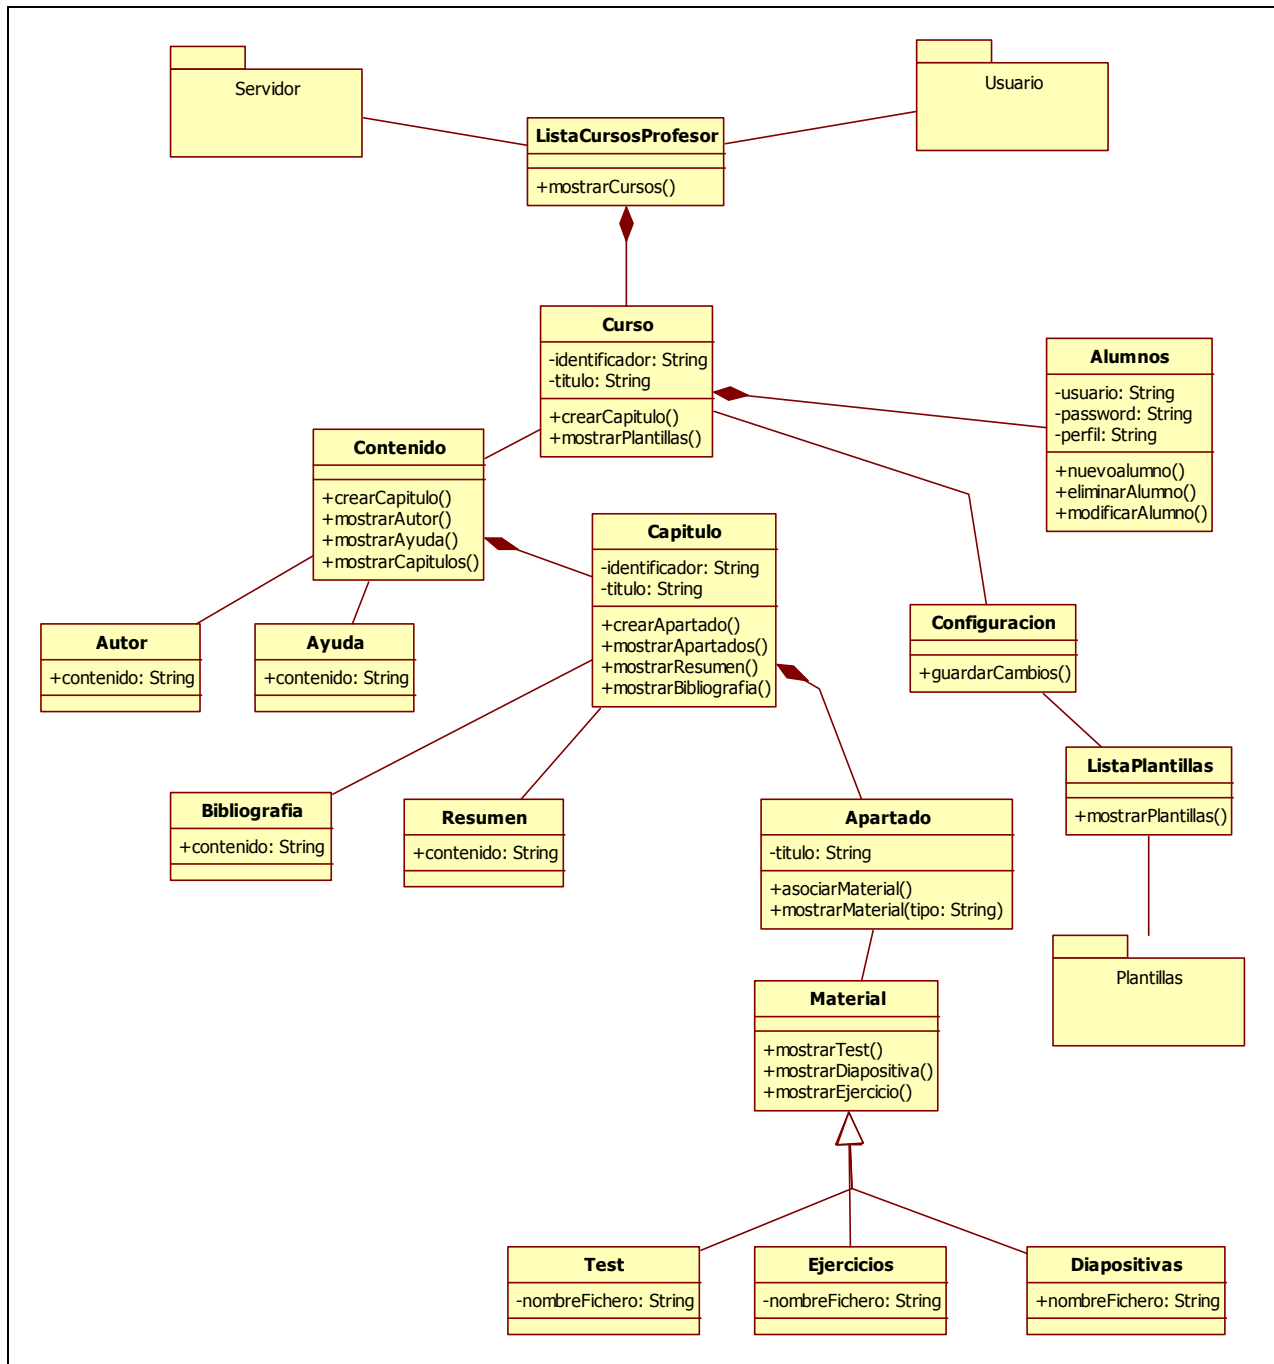 Servidor
Usuario
ListaCursosProfesor
+mostrarCursos()
Curso
-identificador: String
-titulo: String
+crearCapitulo()
+mostrarPlantillas()
Alumnos
-usuario: String
-password: String
-perfil: String
+nuevoalumno()
+eliminarAlumno()
+modificarAlumno()
Contenido
+crearCapitulo()
+mostrarAutor()
+mostrarAyuda()
+mostrarCapitulos()
Capitulo
-identificador: String
-titulo: String
+crearApartado()
+mostrarApartados()
+mostrarResumen()
+mostrarBibliografia()
Autor
+contenido: String
Ayuda
+contenido: String
Configuracion
+guardarCambios()
ListaPlantillas
+mostrarPlantillas()
Bibliografia
+contenido: String
Resumen
+contenido: String
Apartado
-titulo: String
+asociarMaterial()
+mostrarMaterial(tipo: String)
Plantillas
Material
+mostrarTest()
+mostrarDiapositiva()
+mostrarEjercicio()
Test
-nombreFichero: String
Ejercicios
-nombreFichero: String
Diapositivas
+nombreFichero: String